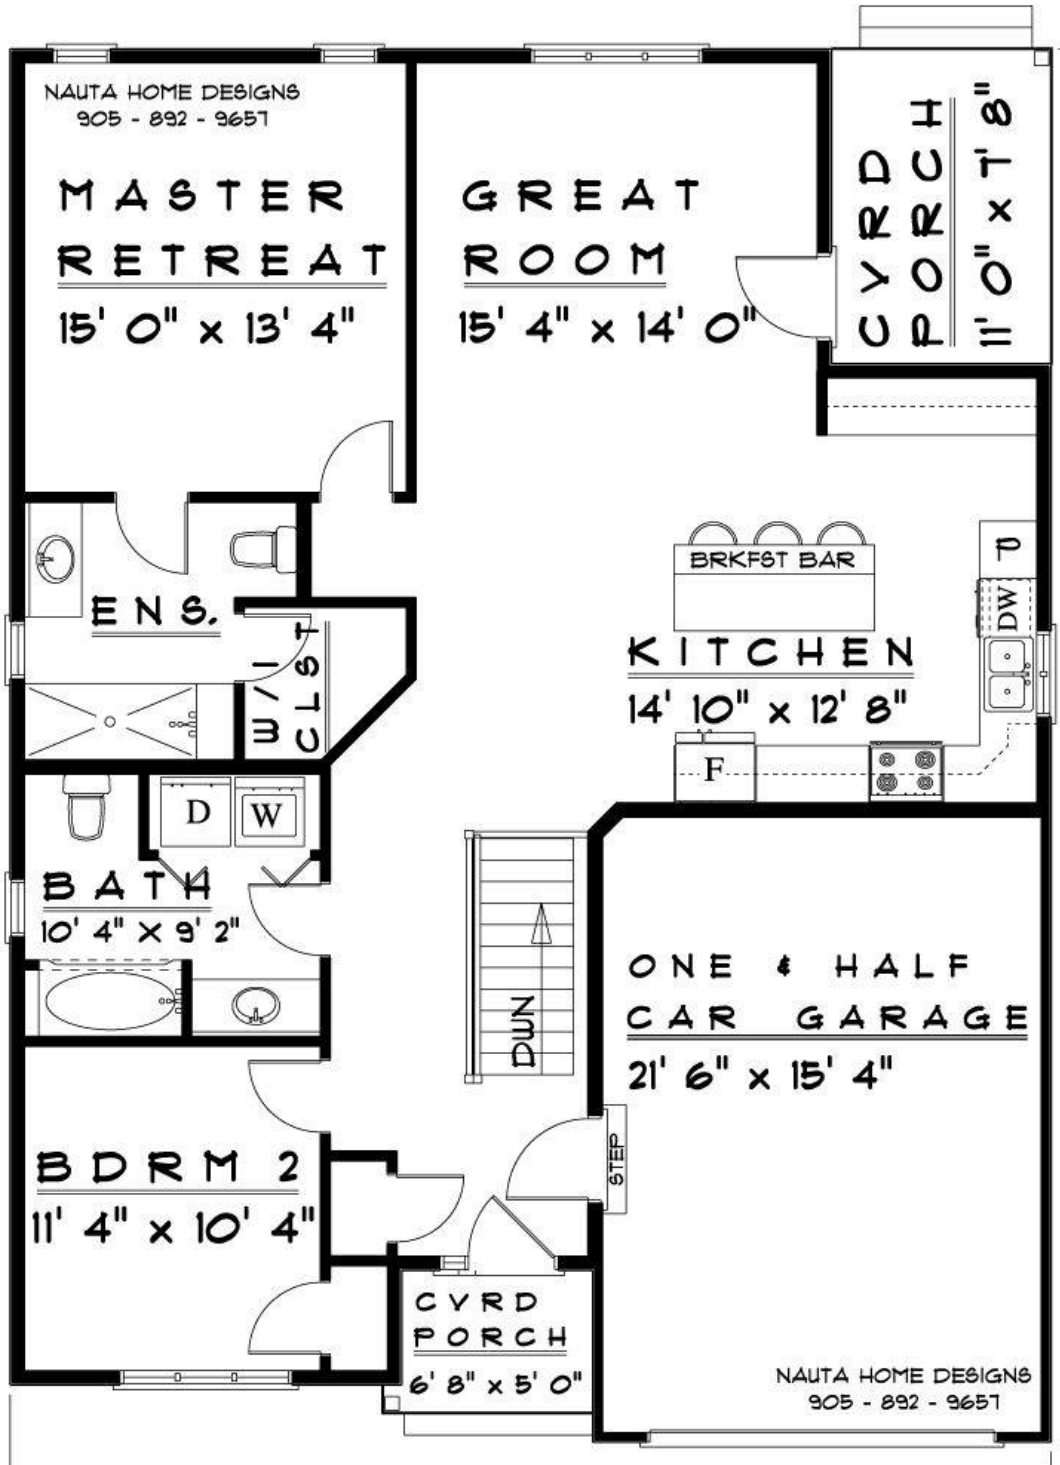 NAUTA HOME DESIGNS
905 - 892 - 9657
MASTER
RETREAT
15' 0" x 13' 4"
GREAT
ROOM
15' 4" x 14' 0"
CVRD
PORCH
11' 0" x 7' 8"
ENS.
W/I
CLST
BRKFST BAR
KITCHEN
14' 10" x 12' 8"
P
DW
F
D
W
BATH
10' 4" X 9' 2"
DWN
ONE & HALF
CAR GARAGE
21' 6" x 15' 4"
STEP
BDRM 2
11' 4" x 10' 4"
CVRD
PORCH
6' 8" x 5' 0"
NAUTA HOME DESIGNS
905 - 892 - 9657